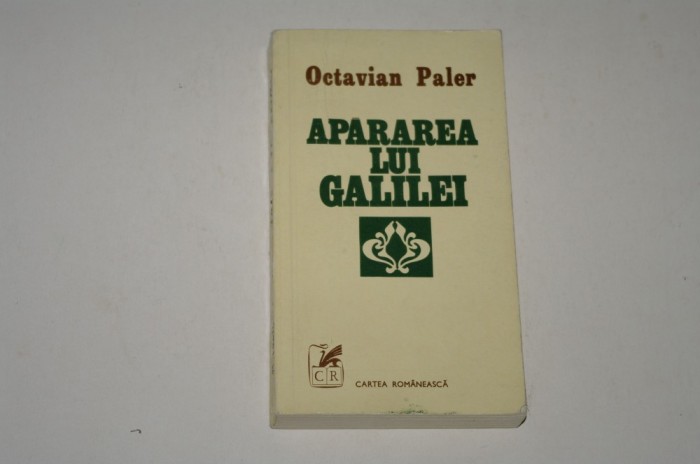 Octavian Paler
APARAREA
LUI
GALILEI
CR
CARTEA ROMÂNEASCĂ